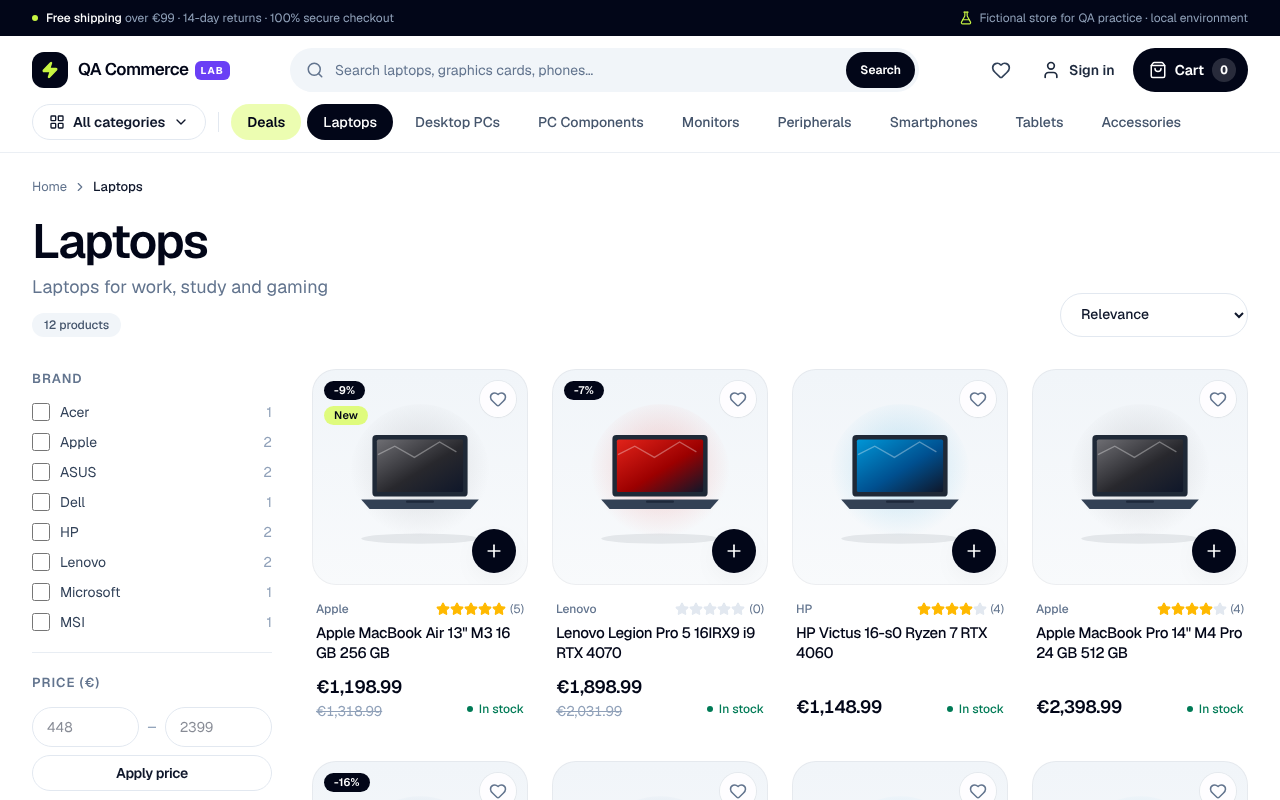 Free shipping over €99 · 14-day returns · 100% secure checkout
Fictional store for QA practice · local environment
QA Commerce LAB
Search laptops, graphics cards, phones…
Search
Sign in
Cart 0
All categories
Deals
Laptops
Desktop PCs
PC Components
Monitors
Peripherals
Smartphones
Tablets
Accessories
Home > Laptops
Laptops
Laptops for work, study and gaming
12 products
Relevance
BRAND
Acer 1
Apple 2
ASUS 2
Dell 1
HP 2
Lenovo 2
Microsoft 1
MSI 1
PRICE (€)
448 – 2399
Apply price
-9%
New
Apple (5)
Apple MacBook Air 13" M3 16
GB 256 GB
€1,198.99
€1,318.99
In stock
-7%
Lenovo (0)
Lenovo Legion Pro 5 16IRX9 i9
RTX 4070
€1,898.99
€2,031.99
In stock
HP (4)
HP Victus 16-s0 Ryzen 7 RTX
4060
€1,148.99
In stock
Apple (4)
Apple MacBook Pro 14" M4 Pro
24 GB 512 GB
€2,398.99
In stock
-16%